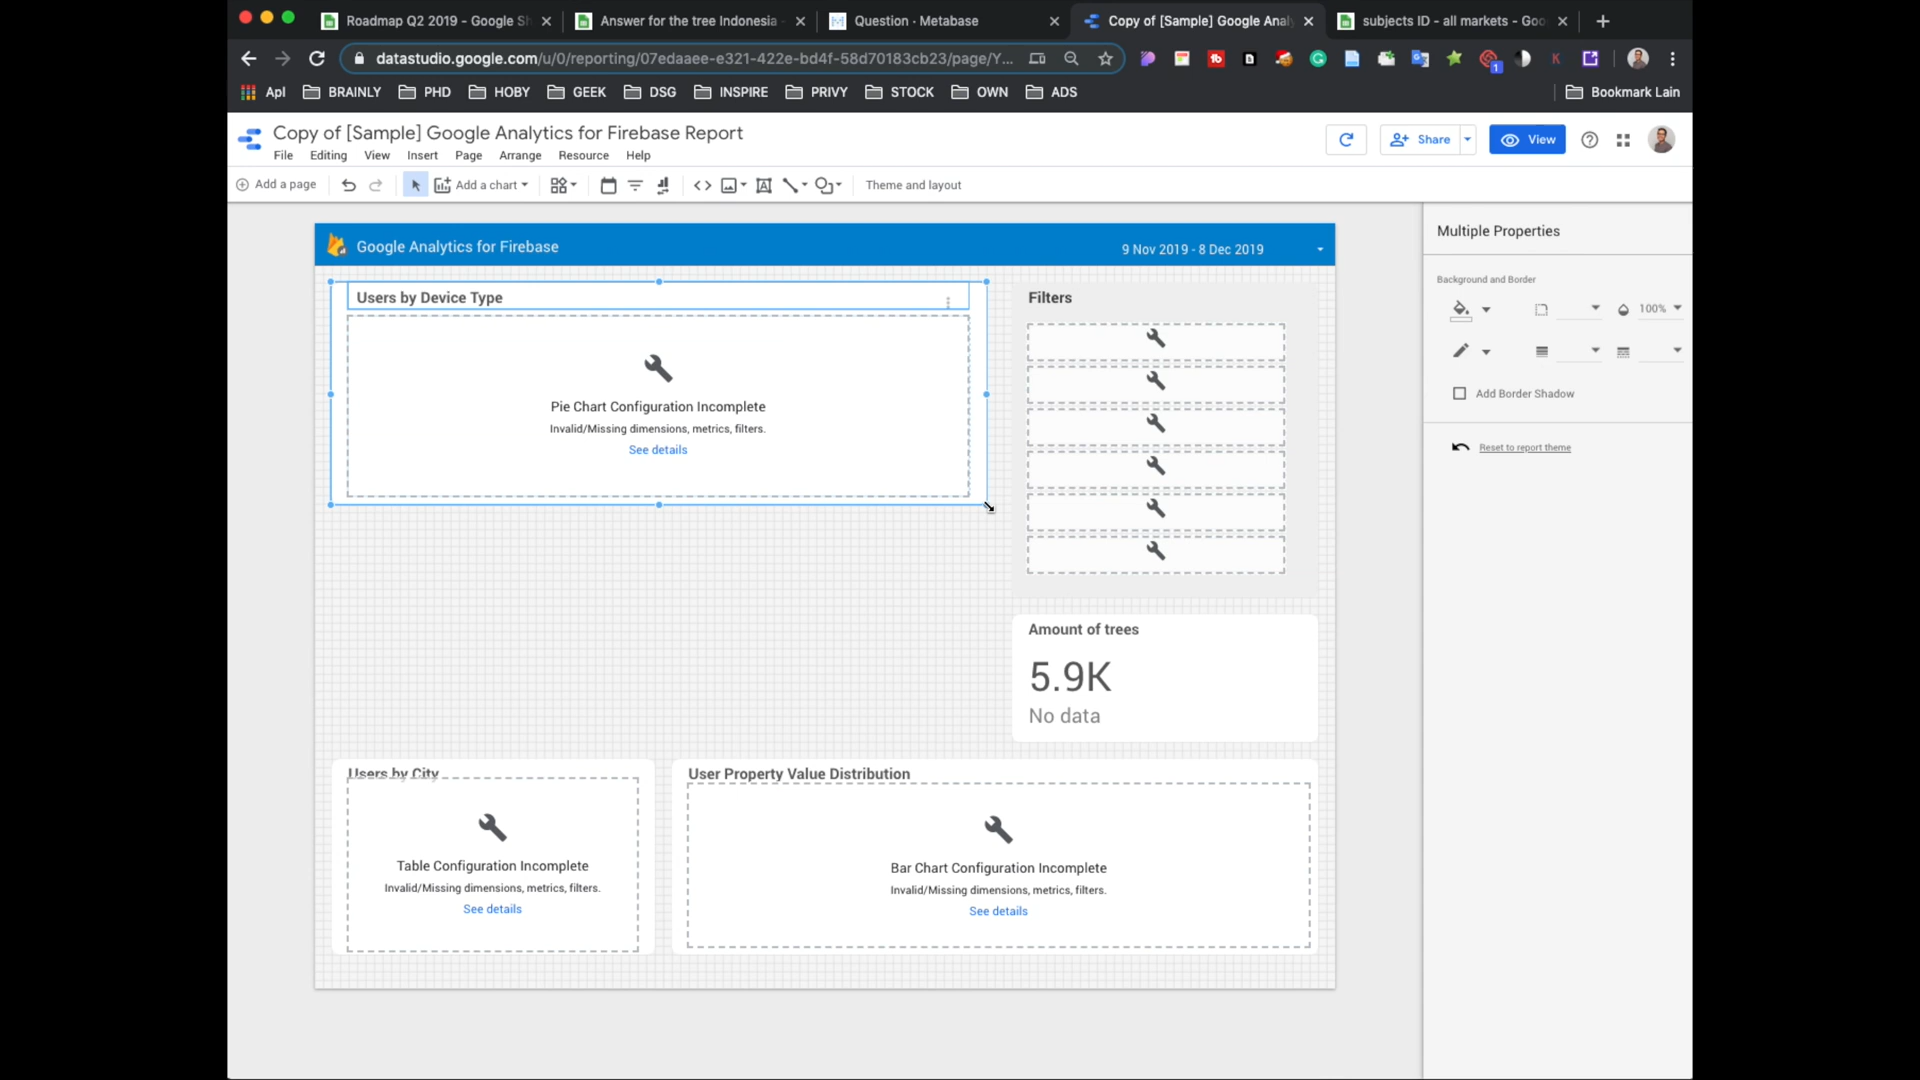 Roadmap Q2 2019 - Google Sh
Answer for the tree Indonesia -
Question · Metabase
Copy of [Sample] Google Anal
subjects ID - all markets - Goo
datastudio.google.com/u/0/reporting/07edaaee-e321-422e-bd4f-58d70183cb23/page/Y...
1
Apl
BRAINLY
PHD
HOBY
GEEK
DSG
INSPIRE
PRIVY
STOCK
OWN
ADS
Bookmark Lain
Copy of [Sample] Google Analytics for Firebase Report
File Editing View Insert Page Arrange Resource Help
Share
View
Add a page
Add a chart
Theme and layout
Google Analytics for Firebase
9 Nov 2019 - 8 Dec 2019
Multiple Properties
Background and Border
100%
Add Border Shadow
Reset to report theme
Users by Device Type
Pie Chart Configuration Incomplete
Invalid/Missing dimensions, metrics, filters.
See details
Filters
Amount of trees
5.9K
No data
Users by City
Table Configuration Incomplete
Invalid/Missing dimensions, metrics, filters.
See details
User Property Value Distribution
Bar Chart Configuration Incomplete
Invalid/Missing dimensions, metrics, filters.
See details